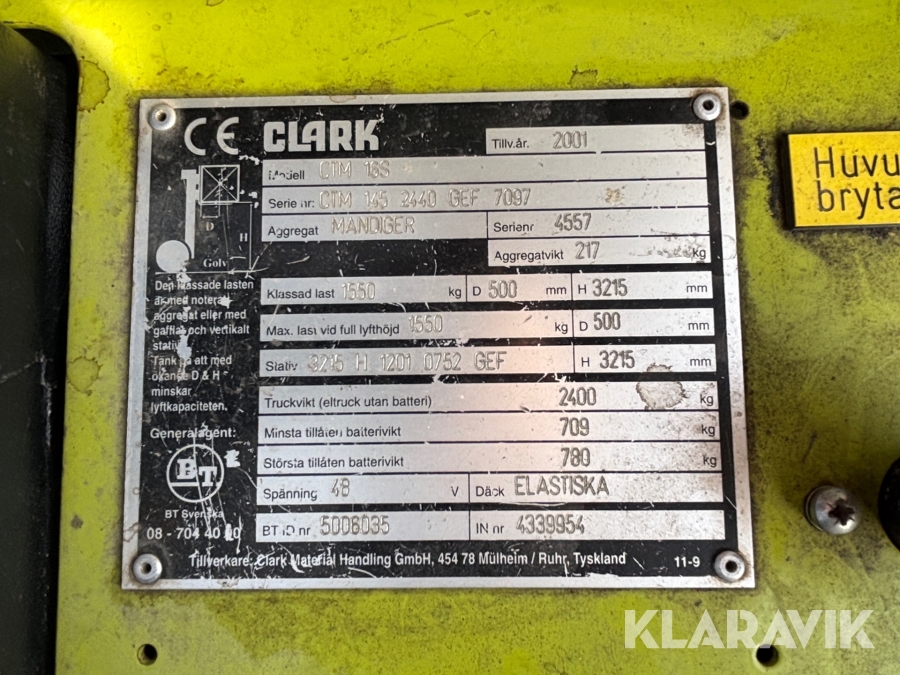 CE CLARK
Tillv.år. 2001
Modell CTM 16S
Serie nr: CTM 145 2440 GEF 7097
Aggregat MANDIGER Serienr 4557
Aggregatvikt 217 kg
D H
Golv
Den klassade lasten
är med noterat
aggregat eller med
gafflar och vertikalt
stativ.
Tänk på att med
ökande D & H
minskar
lyftkapaciteten.
Klassad last 1550 kg D 500 mm H 3215 mm
Max. last vid full lyfthöjd 1550 kg D 500 mm
Stativ 3215 H 1201 0752 GEF H 3215 mm
Truckvikt (eltruck utan batteri) 2400 kg
Minsta tillåten batterivikt 709 kg
Största tillåten batterivikt 780 kg
Spänning 48 V Däck ELASTISKA
BT ID nr 5006035 IN nr 4339954
Generalagent:
BT
BT Svenska
08 - 704 40
Tillverkare: Clark Material Handling GmbH, 454 78 Mülheim / Ruhr, Tyskland 11-9
Huvu
bryta
KLARAVIK